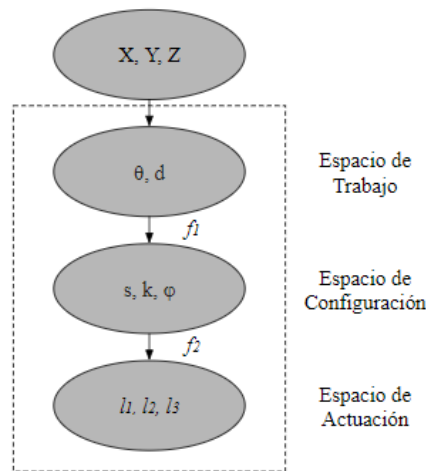 X, Y, Z
θ, d
Espacio de
Trabajo
f1
s, k, φ
Espacio de
Configuración
f2
l1, l2, l3
Espacio de
Actuación